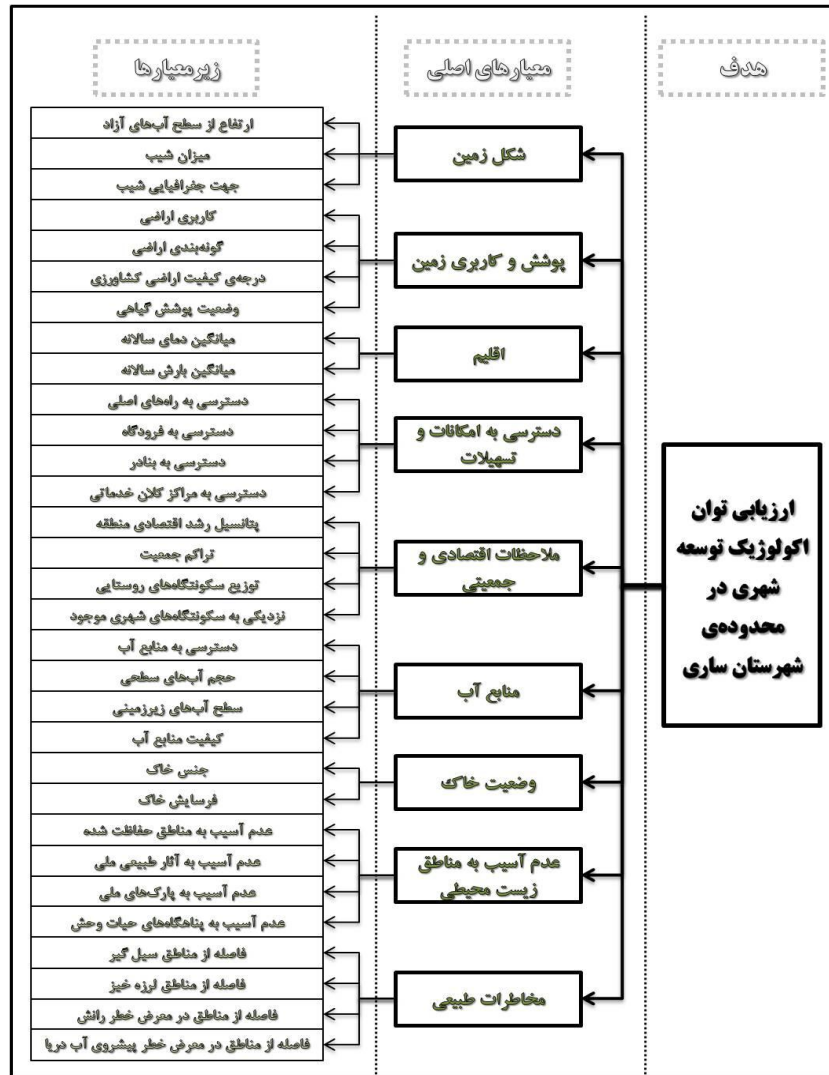 هدف
معیارهای اصلی
زیرمعیارها
ارزیابی توان
اکولوژیک توسعه
شهری در
محدوده‌ی
شهرستان ساری
شکل زمین
ارتفاع از سطح آب‌های آزاد
میزان شیب
جهت جغرافیایی شیب
پوشش و کاربری زمین
کاربری اراضی
گونه‌بندی اراضی
درجه‌ی کیفیت اراضی کشاورزی
وضعیت پوشش گیاهی
اقلیم
میانگین دمای سالانه
میانگین بارش سالانه
دسترسی به امکانات و
تسهیلات
دسترسی به راه‌های اصلی
دسترسی به فرودگاه
دسترسی به بنادر
دسترسی به مراکز کلان خدماتی
ملاحظات اقتصادی و
جمعیتی
پتانسیل رشد اقتصادی منطقه
تراکم جمعیت
توزیع سکونتگاه‌های روستایی
نزدیکی به سکونتگاه‌های شهری موجود
منابع آب
دسترسی به منابع آب
حجم آب‌های سطحی
سطح آب‌های زیرزمینی
کیفیت منابع آب
وضعیت خاک
جنس خاک
فرسایش خاک
عدم آسیب به مناطق
زیست محیطی
عدم آسیب به مناطق حفاظت شده
عدم آسیب به آثار طبیعی ملی
عدم آسیب به پارک‌های ملی
عدم آسیب به پناهگاه‌های حیات وحش
مخاطرات طبیعی
فاصله از مناطق سیل گیر
فاصله از مناطق لرزه خیز
فاصله از مناطق در معرض خطر رانش
فاصله از مناطق در معرض خطر پیشروی آب دریا